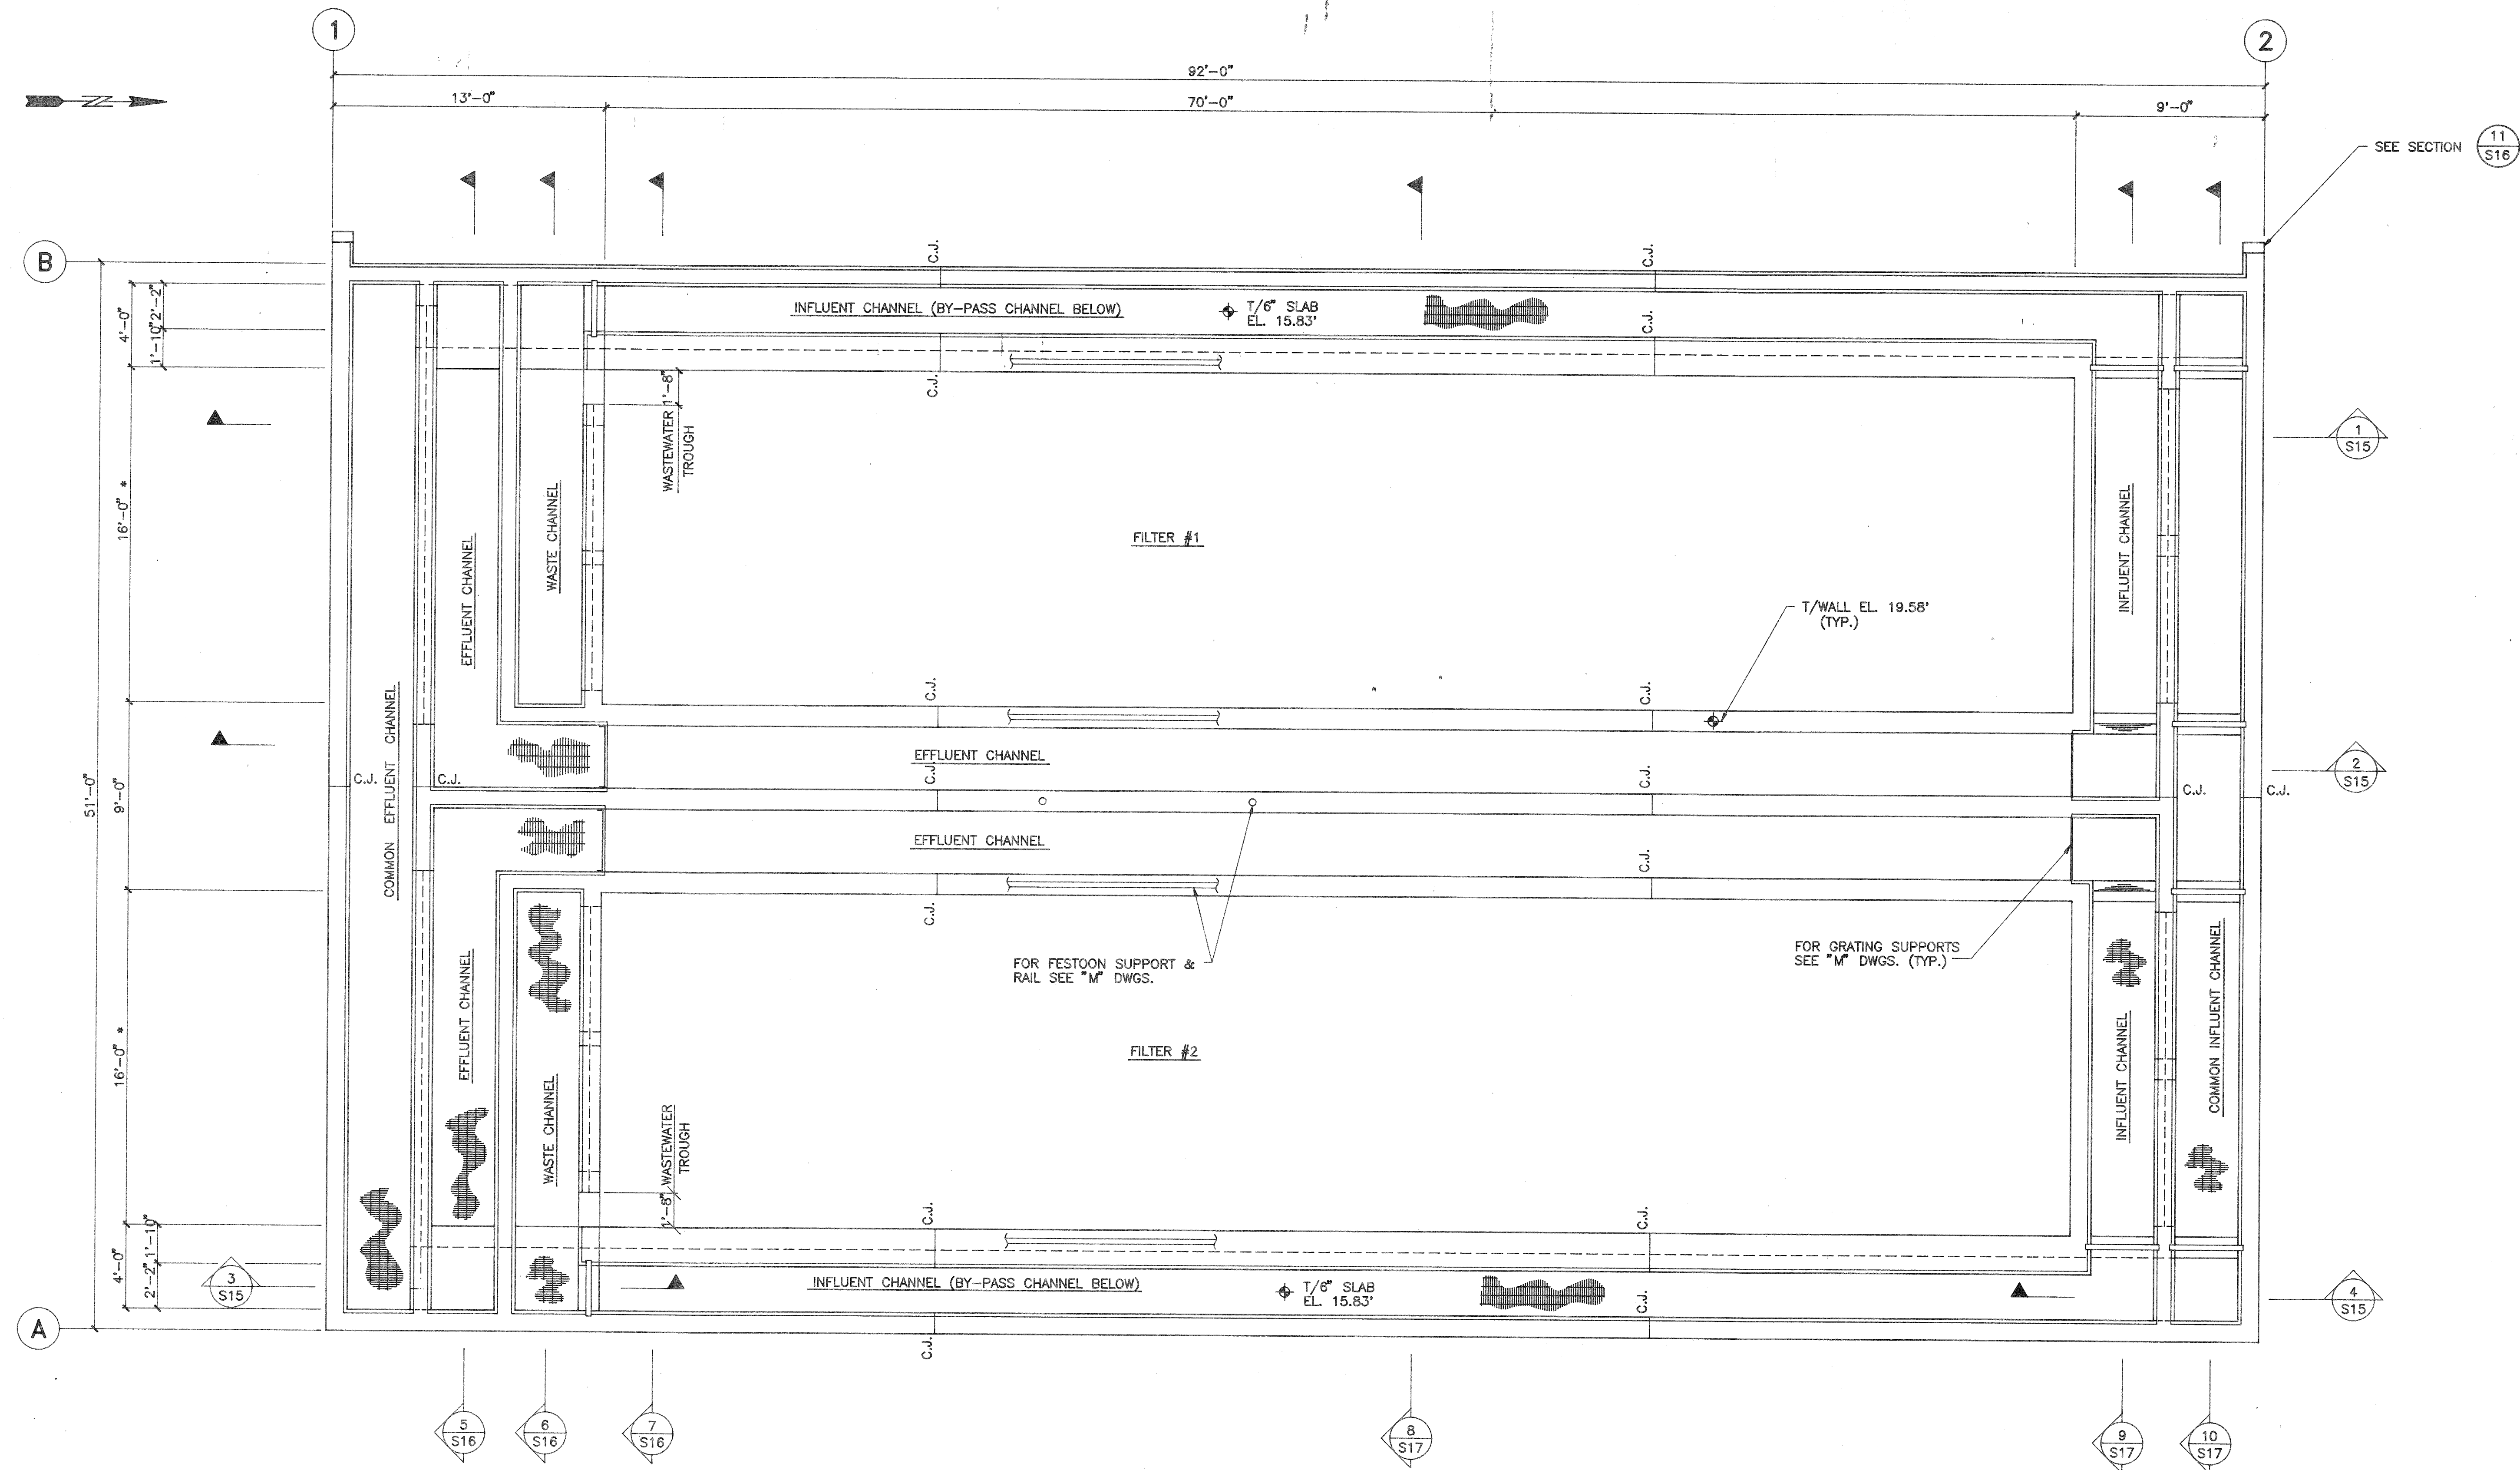 1
2
92'-0"
N
13'-0"
70'-0"
9'-0"
SEE SECTION
11
S16
B
C.J.
C.J.
4'-0"
2'-2"
1'-10"
INFLUENT CHANNEL (BY-PASS CHANNEL BELOW)
T/6" SLAB
EL. 15.83'
C.J.
C.J.
1'-8"
WASTEWATER
TROUGH
1
S15
16'-0" *
EFFLUENT CHANNEL
WASTE CHANNEL
FILTER #1
INFLUENT CHANNEL
T/WALL EL. 19.58'
(TYP.)
C.J.
C.J.
51'-0"
9'-0"
COMMON EFFLUENT CHANNEL
C.J.
C.J.
EFFLUENT CHANNEL
C.J.
C.J.
C.J.
C.J.
2
S15
EFFLUENT CHANNEL
C.J.
C.J.
FOR FESTOON SUPPORT &
RAIL SEE "M" DWGS.
FOR GRATING SUPPORTS
SEE "M" DWGS. (TYP.)
16'-0" *
EFFLUENT CHANNEL
WASTE CHANNEL
FILTER #2
INFLUENT CHANNEL
COMMON INFLUENT CHANNEL
WASTEWATER
TROUGH
1'-8"
C.J.
C.J.
4'-0"
1'-10"
2'-2"
3
S15
INFLUENT CHANNEL (BY-PASS CHANNEL BELOW)
T/6" SLAB
EL. 15.83'
C.J.
4
S15
A
C.J.
5
S16
6
S16
7
S16
8
S17
9
S17
10
S17